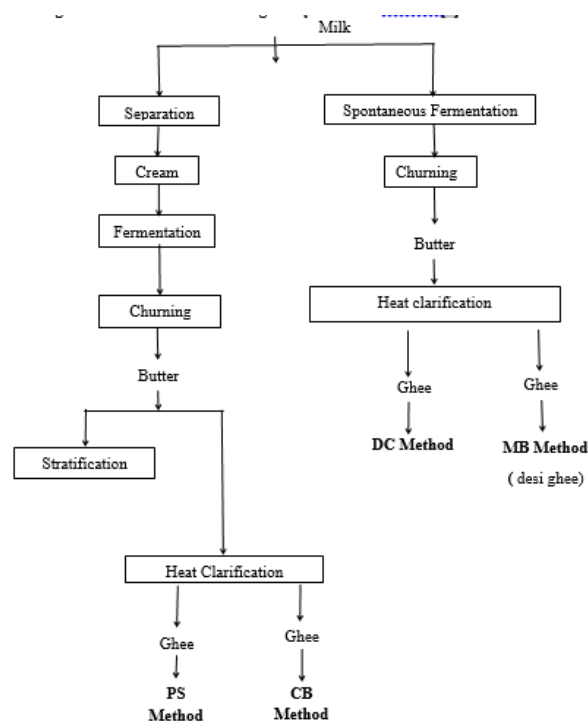 Milk
Separation
Spontaneous Fermentation
Cream
Churning
Fermentation
Butter
Churning
Heat clarification
Butter
Ghee
Ghee
DC Method
MB Method
( desi ghee)
Stratification
Heat Clarification
Ghee
Ghee
PS
Method
CB
Method